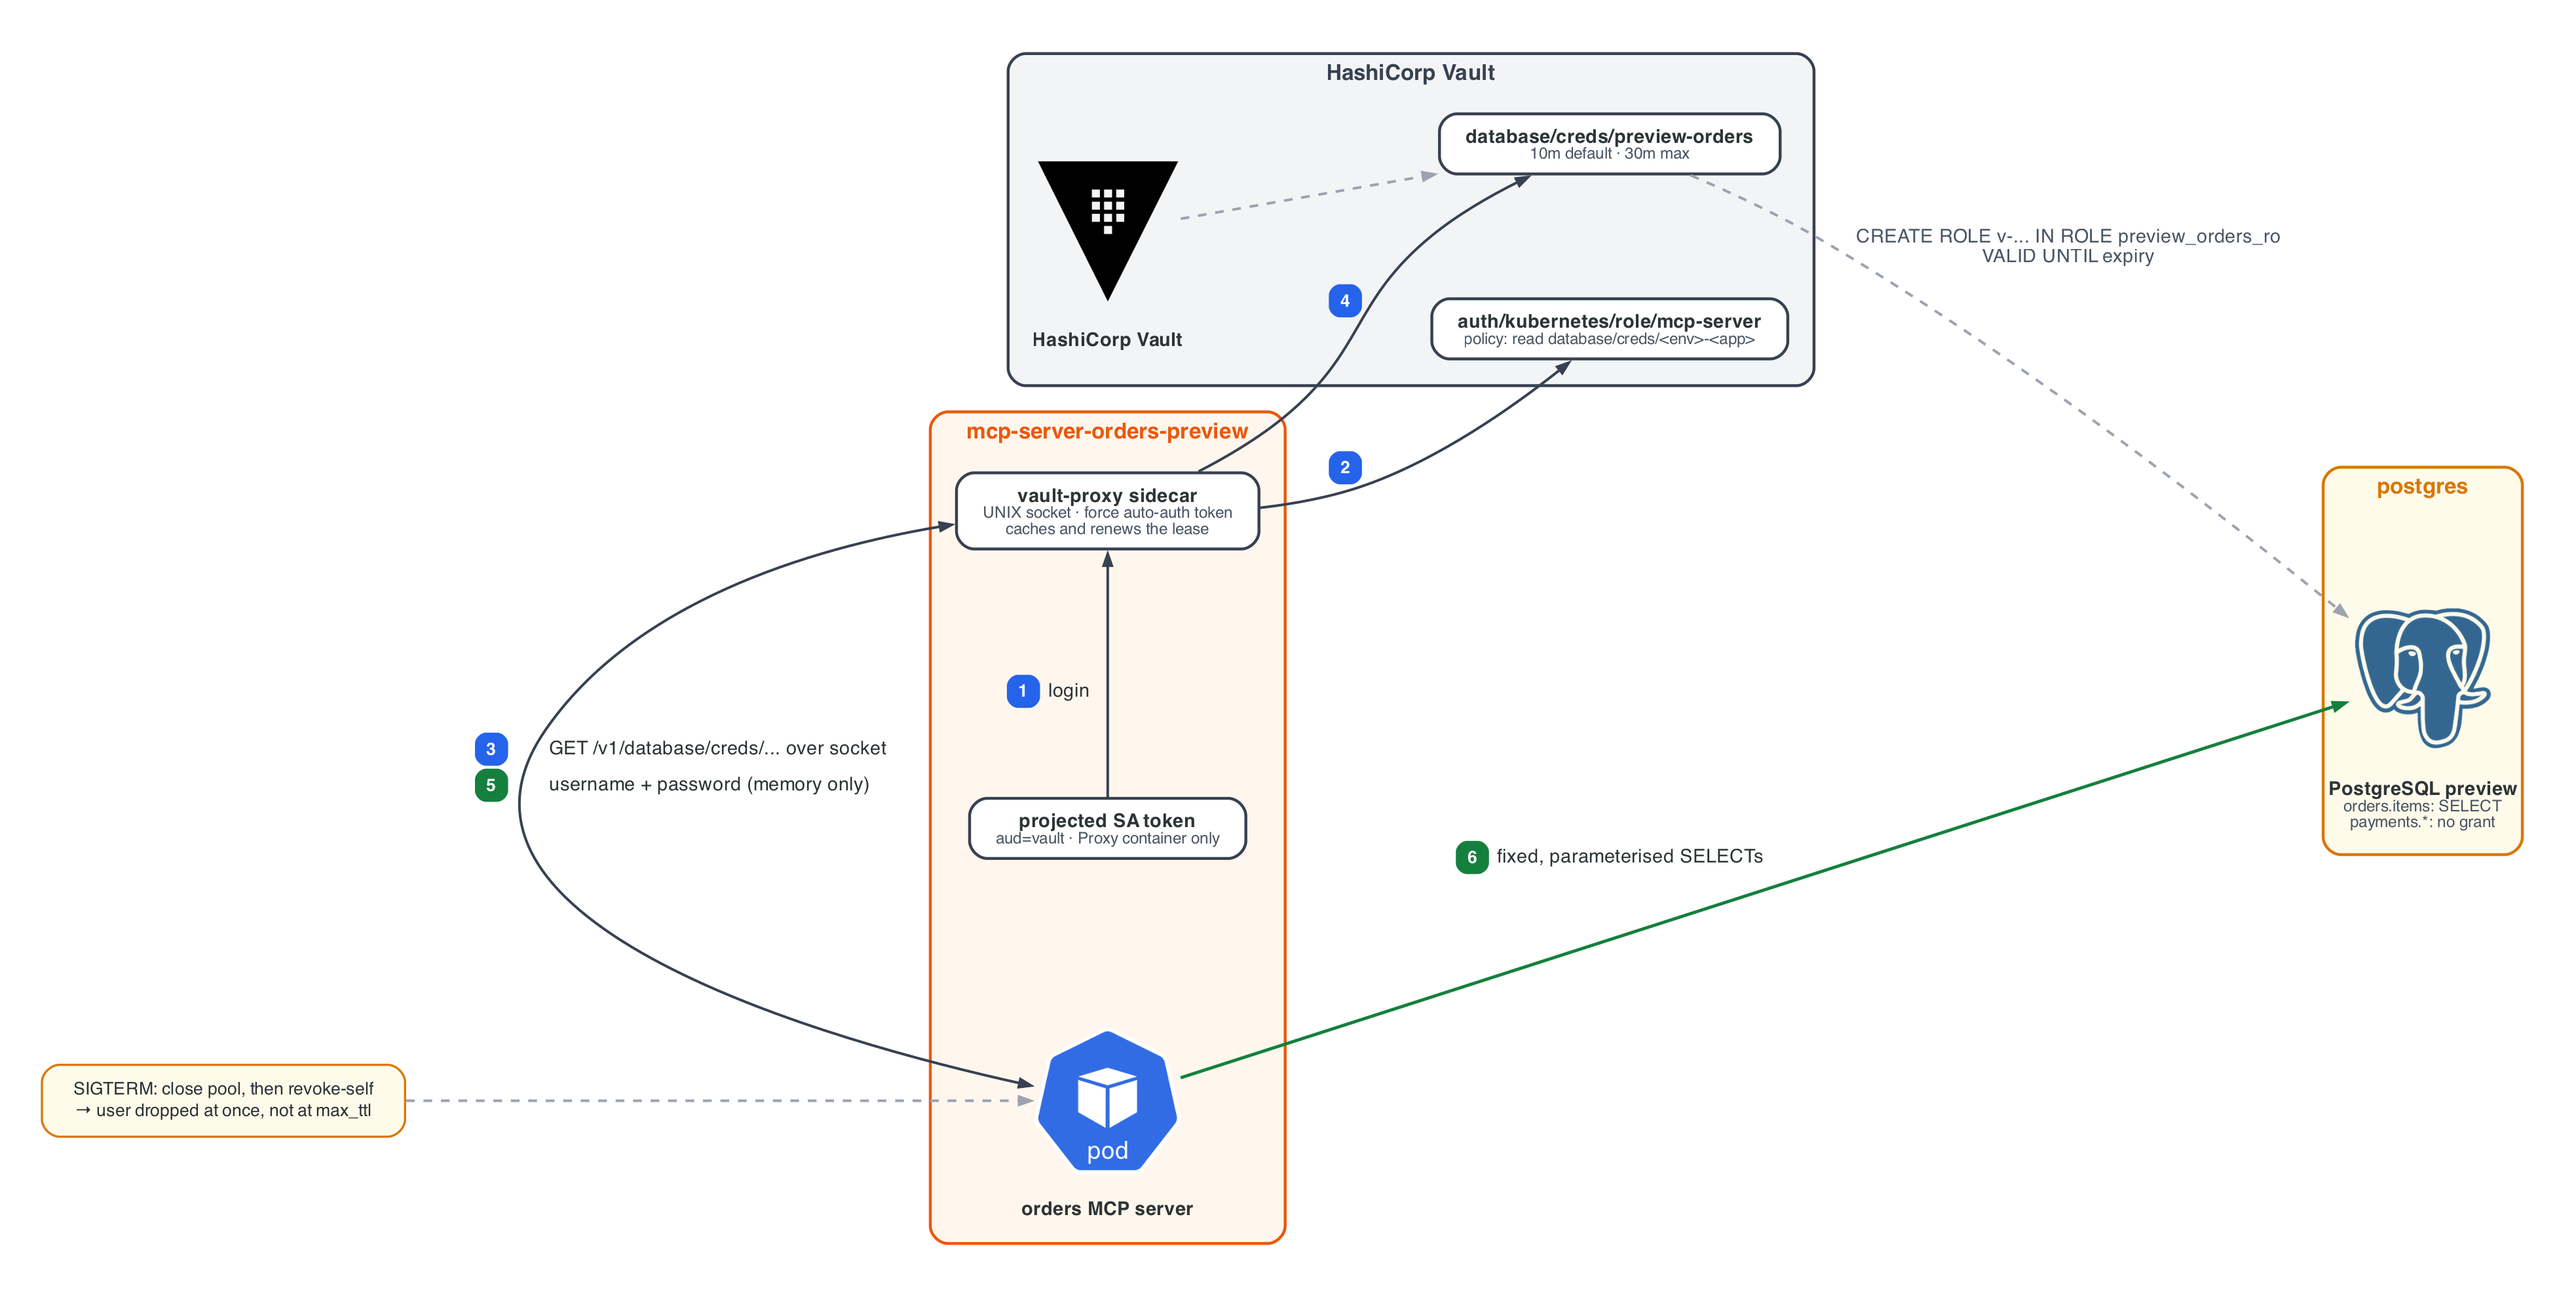 HashiCorp Vault
database/creds/preview-orders
10m default · 30m max
HashiCorp Vault
auth/kubernetes/role/mcp-server
policy: read database/creds/<env>-<app>
4
2
CREATE ROLE v-... IN ROLE preview_orders_ro
VALID UNTIL expiry
mcp-server-orders-preview
vault-proxy sidecar
UNIX socket · force auto-auth token
caches and renews the lease
1 login
3 GET /v1/database/creds/... over socket
5 username + password (memory only)
projected SA token
aud=vault · Proxy container only
postgres
PostgreSQL preview
orders.items: SELECT
payments.*: no grant
6 fixed, parameterised SELECTs
SIGTERM: close pool, then revoke-self
→ user dropped at once, not at max_ttl
pod
orders MCP server